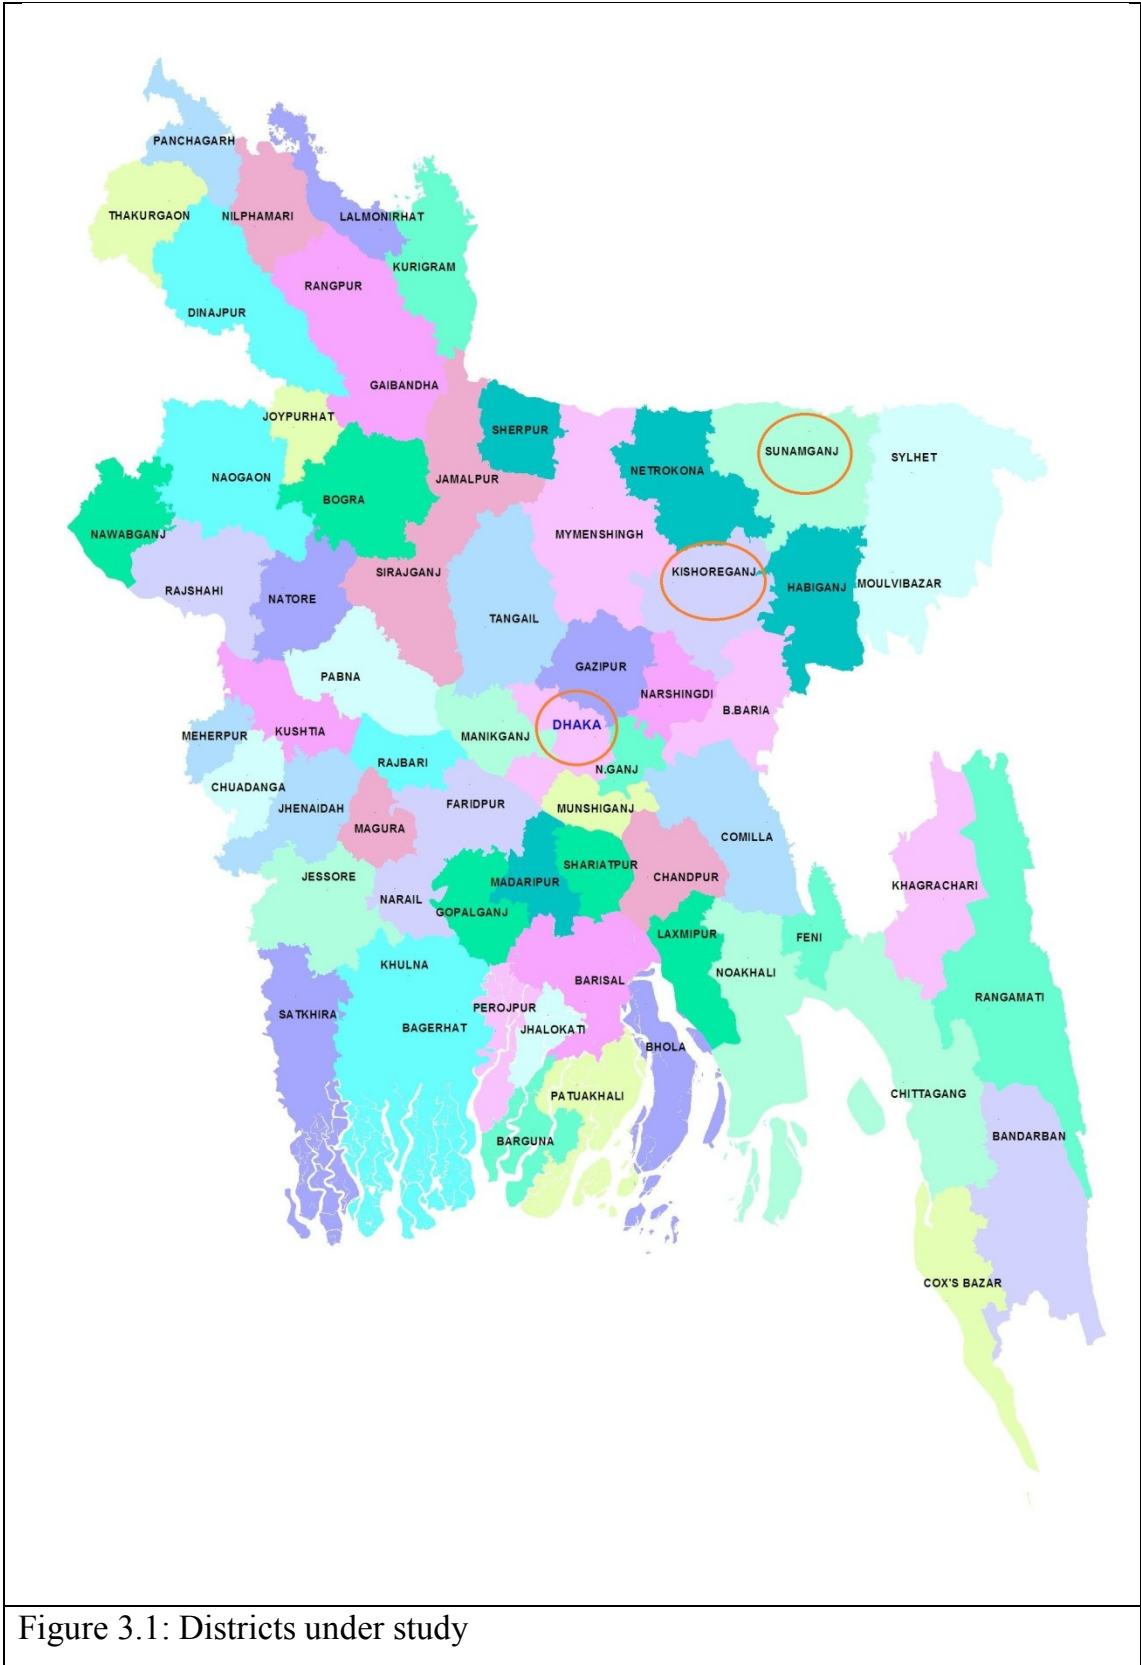 PANCHAGARH
THAKURGAON
NILPHAMARI
LALMONIRHAT
KURIGRAM
RANGPUR
DINAJPUR
GAIBANDHA
JOYPURHAT
SHERPUR
SUNAMGANJ
SYLHET
NETROKONA
NAOGAON
JAMALPUR
BOGRA
NAWABGANJ
MYMENSHINGH
SIRAJGANJ
KISHOREGANJ
HABIGANJ
MOULVIBAZAR
RAJSHAHI
NATORE
TANGAIL
GAZIPUR
PABNA
NARSHINGDI
B.BARIA
DHAKA
KUSHTIA
MEHERPUR
MANIKGANJ
RAJBARI
N.GANJ
CHUADANGA
JHENAIDAH
FARIDPUR
MUNSHIGANJ
MAGURA
COMILLA
SHARIATPUR
JESSORE
CHANDPUR
MADARIPUR
KHAGRACHARI
NARAIL
GOPALGANJ
LAXMIPUR
FENI
KHULNA
NOAKHALI
BARISAL
RANGAMATI
PEROJPUR
SATKHIRA
BAGERHAT
JHALOKATI
BHOLA
PATUAKHALI
CHITTAGANG
BARGUNA
BANDARBAN
COX'S BAZAR
Figure 3.1: Districts under study